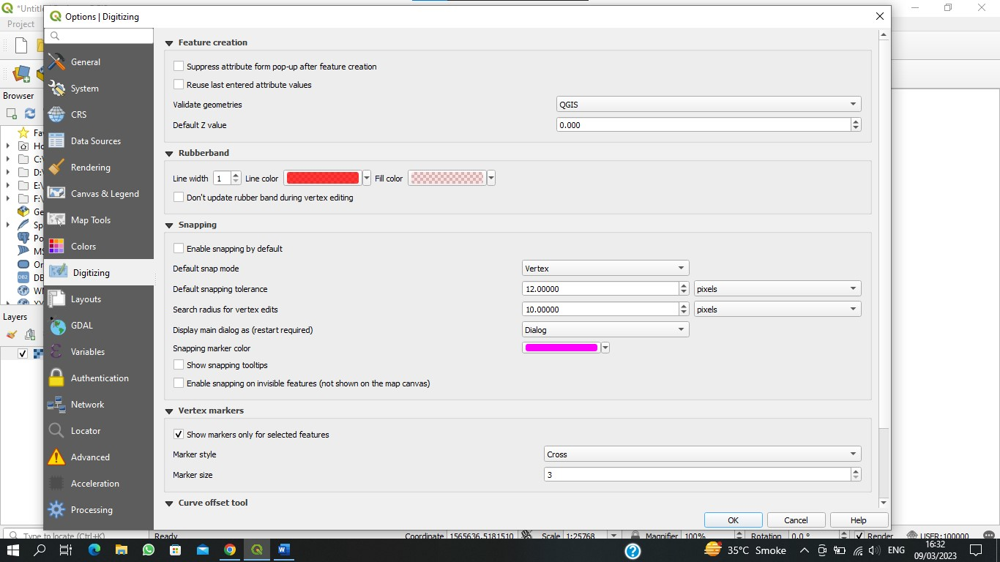 *Untitl
Options | Digitizing
Project
General
System
CRS
Data Sources
Rendering
Canvas & Legend
Map Tools
Colors
Digitizing
Layouts
GDAL
Variables
Authentication
Network
Locator
Advanced
Acceleration
Processing
Browser
Fav
Ho
C:\
D:\
E:\
F:\
Ge
Sp
Po
MS
Or
DB2 DB
WM
Layers
Feature creation
Suppress attribute form pop-up after feature creation
Reuse last entered attribute values
Validate geometries QGIS
Default Z value 0.000
Rubberband
Line width 1 Line color Fill color
Don't update rubber band during vertex editing
Snapping
Enable snapping by default
Default snap mode Vertex
Default snapping tolerance 12.00000 pixels
Search radius for vertex edits 10.00000 pixels
Display main dialog as (restart required) Dialog
Snapping marker color
Show snapping tooltips
Enable snapping on invisible features (not shown on the map canvas)
Vertex markers
Show markers only for selected features
Marker style Cross
Marker size 3
Curve offset tool
OK Cancel Help
Type to locate (Ctrl+K) Ready Coordinate 1565636.5181510 Scale 1:25768 Magnifier 100% Rotation 0.0 ° Render USER:100000
35°C Smoke ENG 16:32
09/03/2023